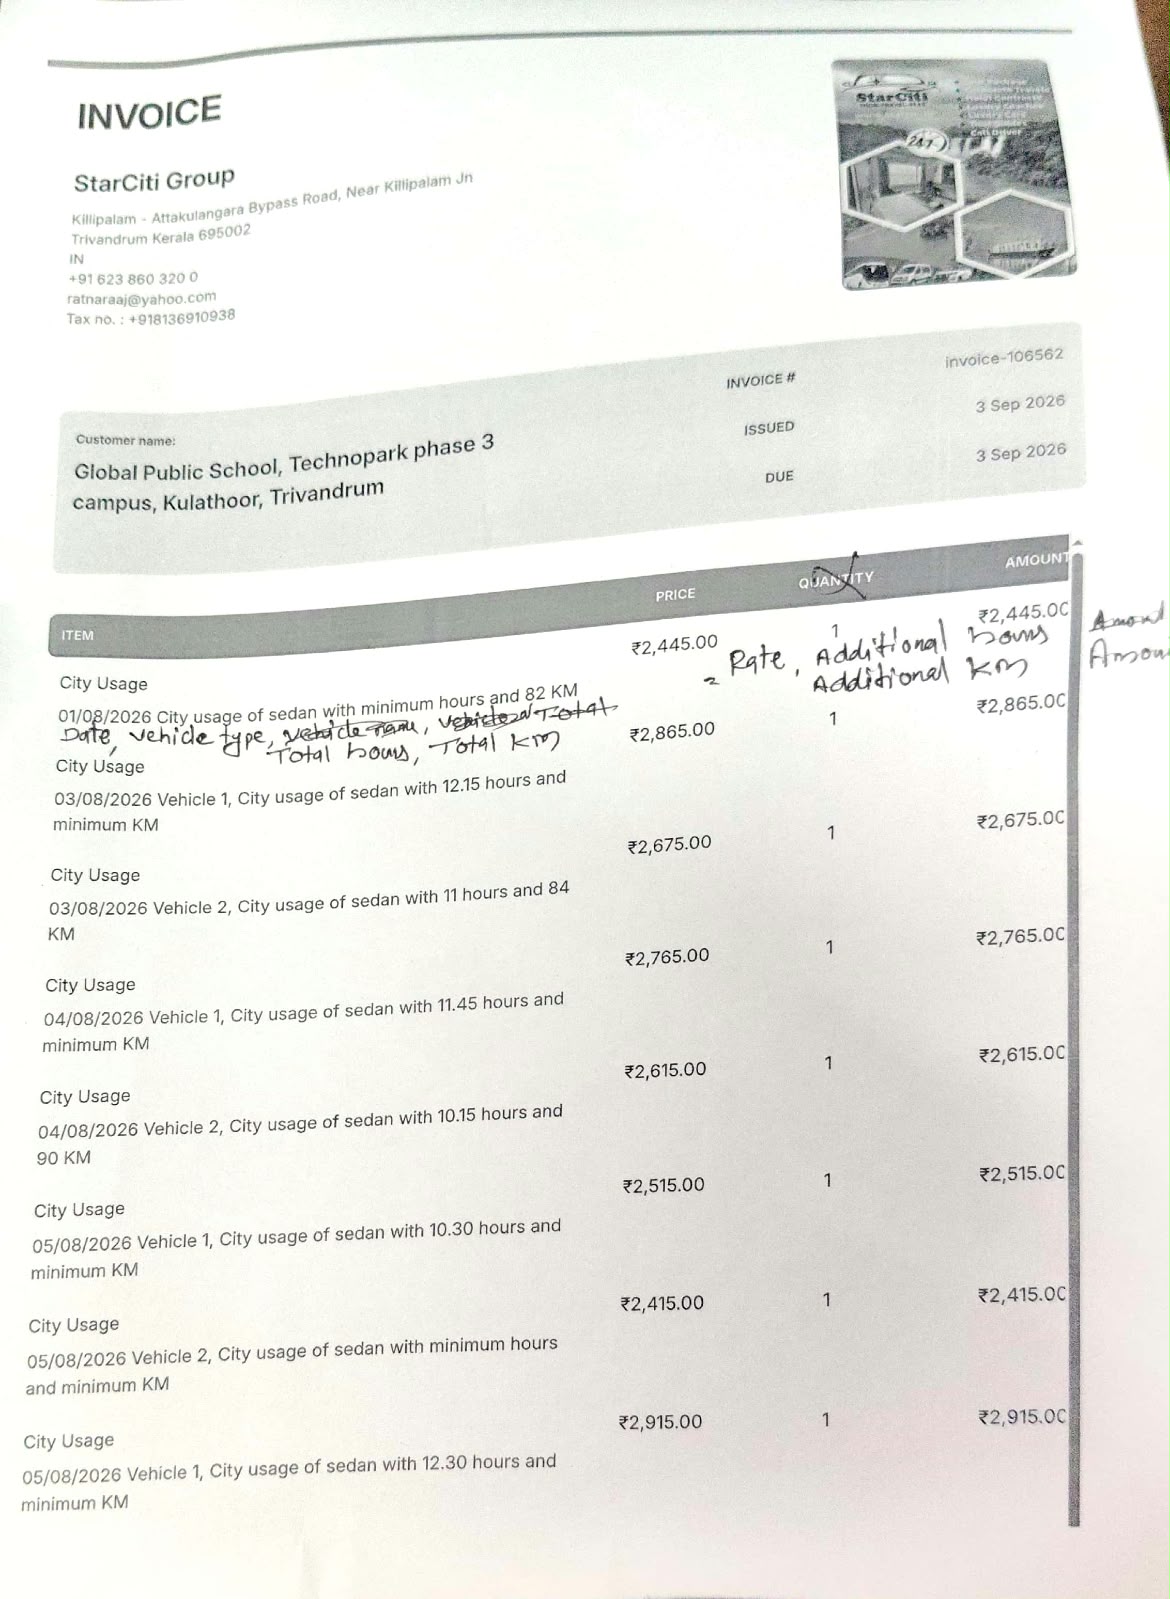 INVOICE
StarCiti
24/7
Call Driver
StarCiti Group
Killipalam - Attakulangara Bypass Road, Near Killipalam Jn
Trivandrum Kerala 695002
IN
+91 623 860 320 0
ratnaraaj@yahoo.com
Tax no. : +918136910938
Customer name:
Global Public School, Technopark phase 3
campus, Kulathoor, Trivandrum
INVOICE # invoice-106562
ISSUED 3 Sep 2026
DUE 3 Sep 2026
ITEM PRICE QUANTITY AMOUNT
City Usage ₹2,445.00 1 ₹2,445.00
01/08/2026 City usage of sedan with minimum hours and 82 KM
Date, vehicle type, vehicle name, Total
Total hours, Total KM
Rate, Additional hours
Additional KM
Amount
Amoun
City Usage ₹2,865.00 1 ₹2,865.00
03/08/2026 Vehicle 1, City usage of sedan with 12.15 hours and
minimum KM
City Usage ₹2,675.00 1 ₹2,675.00
03/08/2026 Vehicle 2, City usage of sedan with 11 hours and 84
KM
City Usage ₹2,765.00 1 ₹2,765.00
04/08/2026 Vehicle 1, City usage of sedan with 11.45 hours and
minimum KM
City Usage ₹2,615.00 1 ₹2,615.00
04/08/2026 Vehicle 2, City usage of sedan with 10.15 hours and
90 KM
City Usage ₹2,515.00 1 ₹2,515.00
05/08/2026 Vehicle 1, City usage of sedan with 10.30 hours and
minimum KM
City Usage ₹2,415.00 1 ₹2,415.00
05/08/2026 Vehicle 2, City usage of sedan with minimum hours
and minimum KM
City Usage ₹2,915.00 1 ₹2,915.00
05/08/2026 Vehicle 1, City usage of sedan with 12.30 hours and
minimum KM